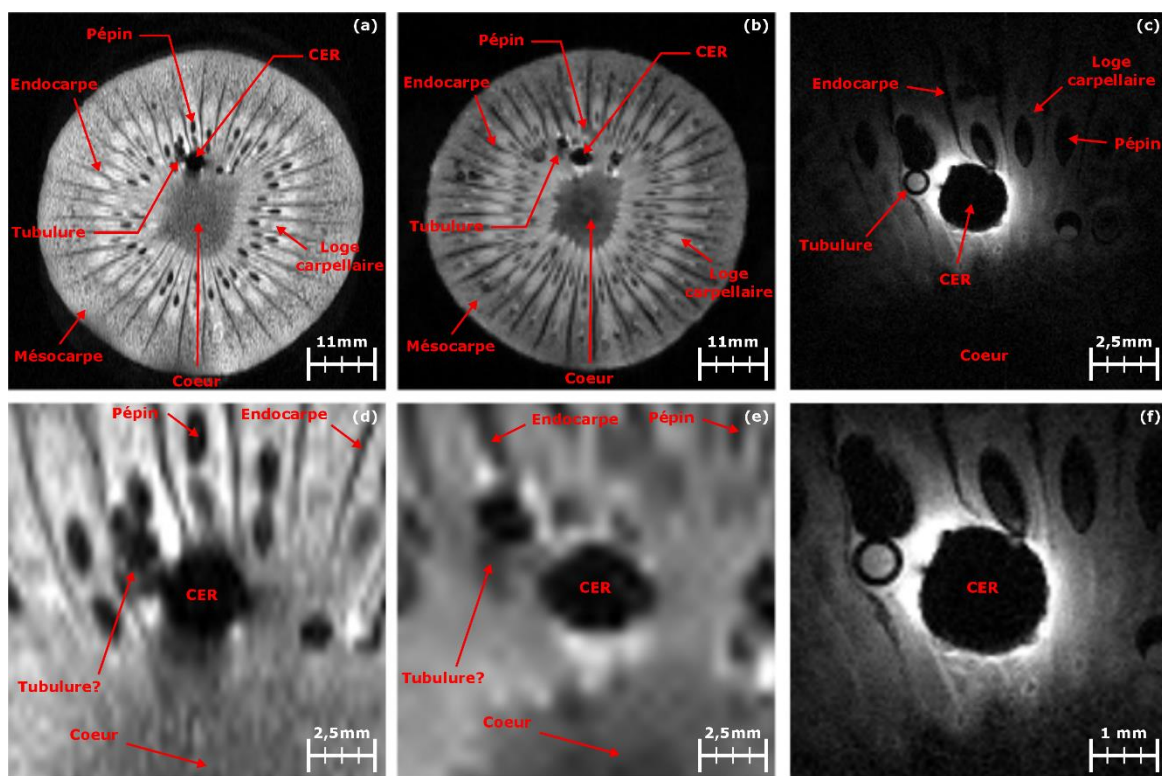 (a)
Pépin
CER
Endocarpe
Tubulure
Loge
carpellaire
Mésocarpe
Coeur
11mm
(b)
Pépin
CER
Endocarpe
Tubulure
Loge
carpellaire
Mésocarpe
Coeur
11mm
(c)
Endocarpe
Loge
carpellaire
Pépin
Tubulure
CER
Coeur
2,5mm
(d)
Pépin
Endocarpe
CER
Tubulure?
Coeur
2,5mm
(e)
Endocarpe
Pépin
CER
Tubulure?
Coeur
2,5mm
(f)
CER
1 mm